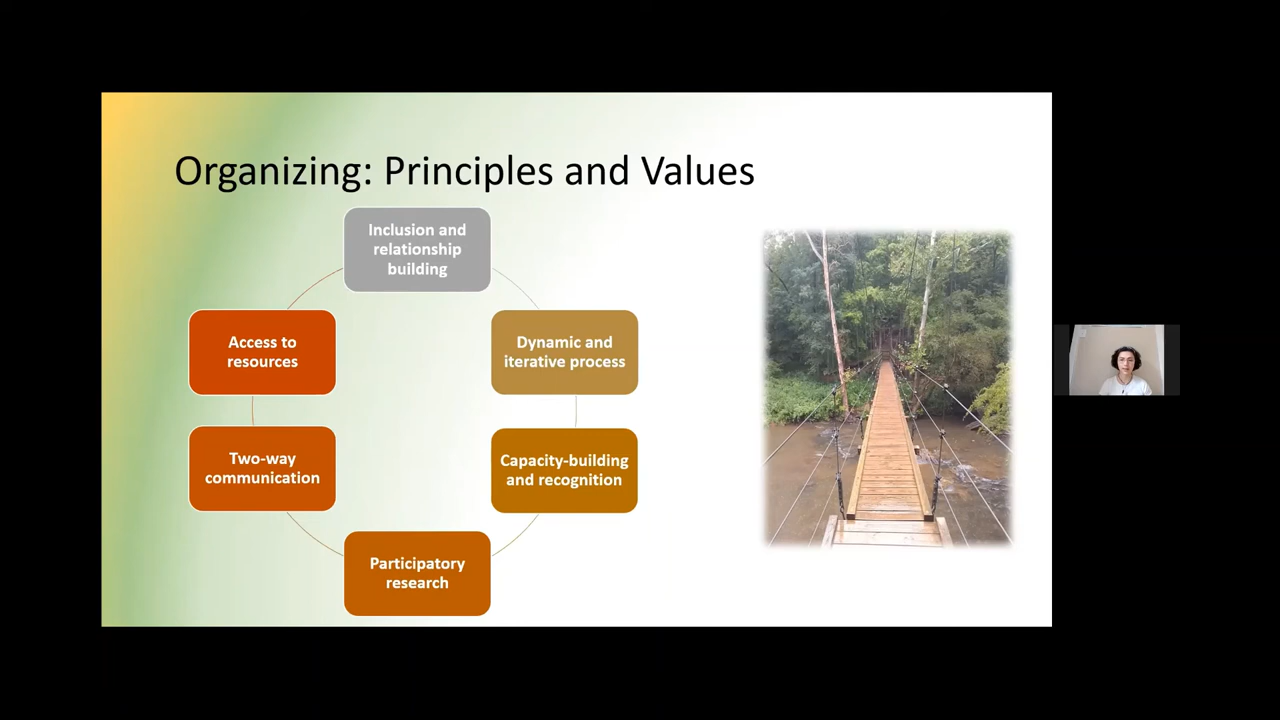 Organizing: Principles and Values
Inclusion and
relationship
building
Dynamic and
iterative process
Capacity-building
and recognition
Participatory
research
Two-way
communication
Access to
resources